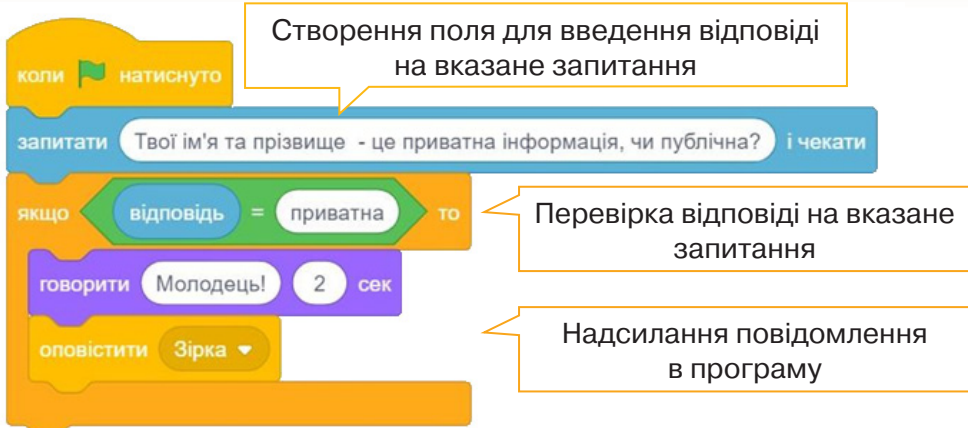 Створення поля для введення відповіді
на вказане запитання
коли натиснуто
запитати Твої ім'я та прізвище - це приватна інформація, чи публічна? і чекати
якщо відповідь = приватна то
Перевірка відповіді на вказане
запитання
говорити Молодець! 2 сек
оповістити Зірка
Надсилання повідомлення
в програму